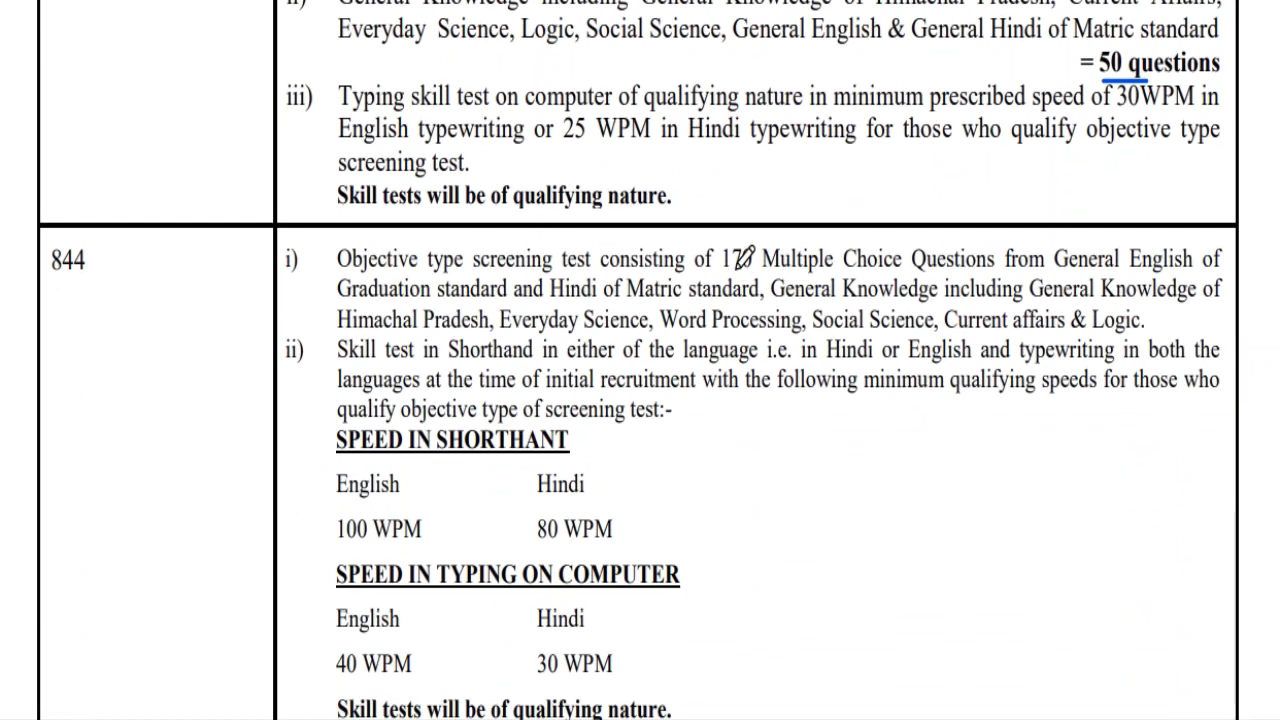 Everyday Science, Logic, Social Science, General English & General Hindi of Matric standard
= 50 questions
iii) Typing skill test on computer of qualifying nature in minimum prescribed speed of 30WPM in
English typewriting or 25 WPM in Hindi typewriting for those who qualify objective type
screening test.
Skill tests will be of qualifying nature.
844
i) Objective type screening test consisting of Multiple Choice Questions from General English of
Graduation standard and Hindi of Matric standard, General Knowledge including General Knowledge of
Himachal Pradesh, Everyday Science, Word Processing, Social Science, Current affairs & Logic.
ii) Skill test in Shorthand in either of the language i.e. in Hindi or English and typewriting in both the
languages at the time of initial recruitment with the following minimum qualifying speeds for those who
qualify objective type of screening test:-
SPEED IN SHORTHANT
English Hindi
100 WPM 80 WPM
SPEED IN TYPING ON COMPUTER
English Hindi
40 WPM 30 WPM
Skill tests will be of qualifying nature.